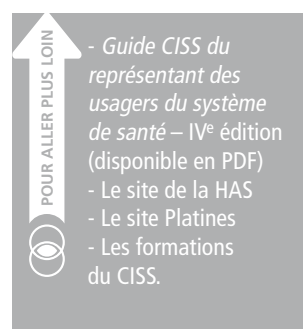 POUR ALLER PLUS LOIN
- Guide CISS du
représentant des
usagers du système
de santé – IVe édition
(disponible en PDF)
- Le site de la HAS
- Le site Platines
- Les formations
du CISS.